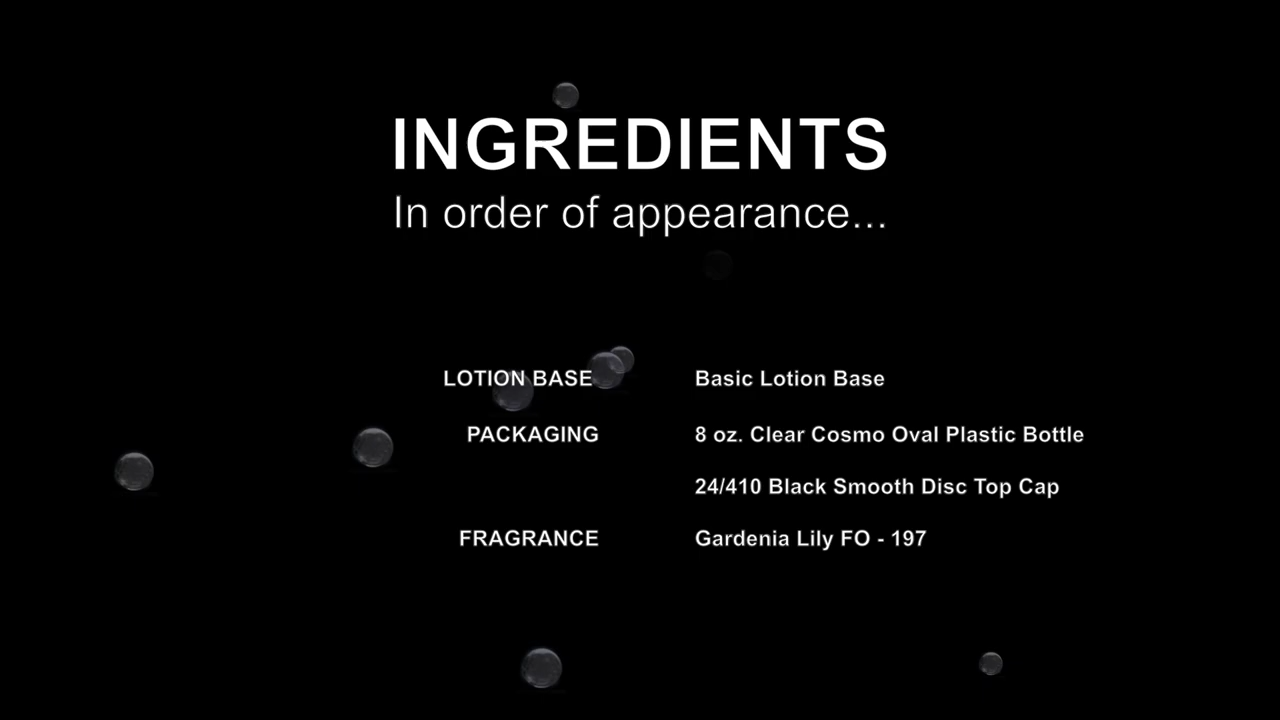 INGREDIENTS
In order of appearance...
LOTION BASE Basic Lotion Base
PACKAGING 8 oz. Clear Cosmo Oval Plastic Bottle
24/410 Black Smooth Disc Top Cap
FRAGRANCE Gardenia Lily FO - 197